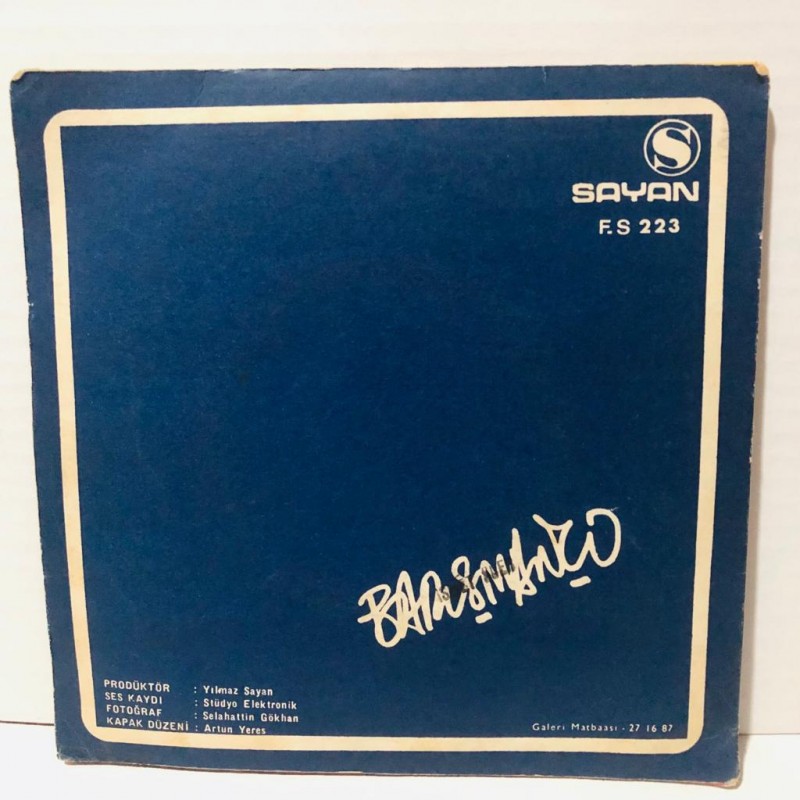 S
SAYAN
F.S 223
BARIŞMANÇO
PRODÜKTÖR : Yılmaz Sayan
SES KAYDI : Stüdyo Elektronik
FOTOĞRAF : Selahattin Gökhan
KAPAK DÜZENİ : Artun Yeres
Galeri Matbaası - 27 16 87